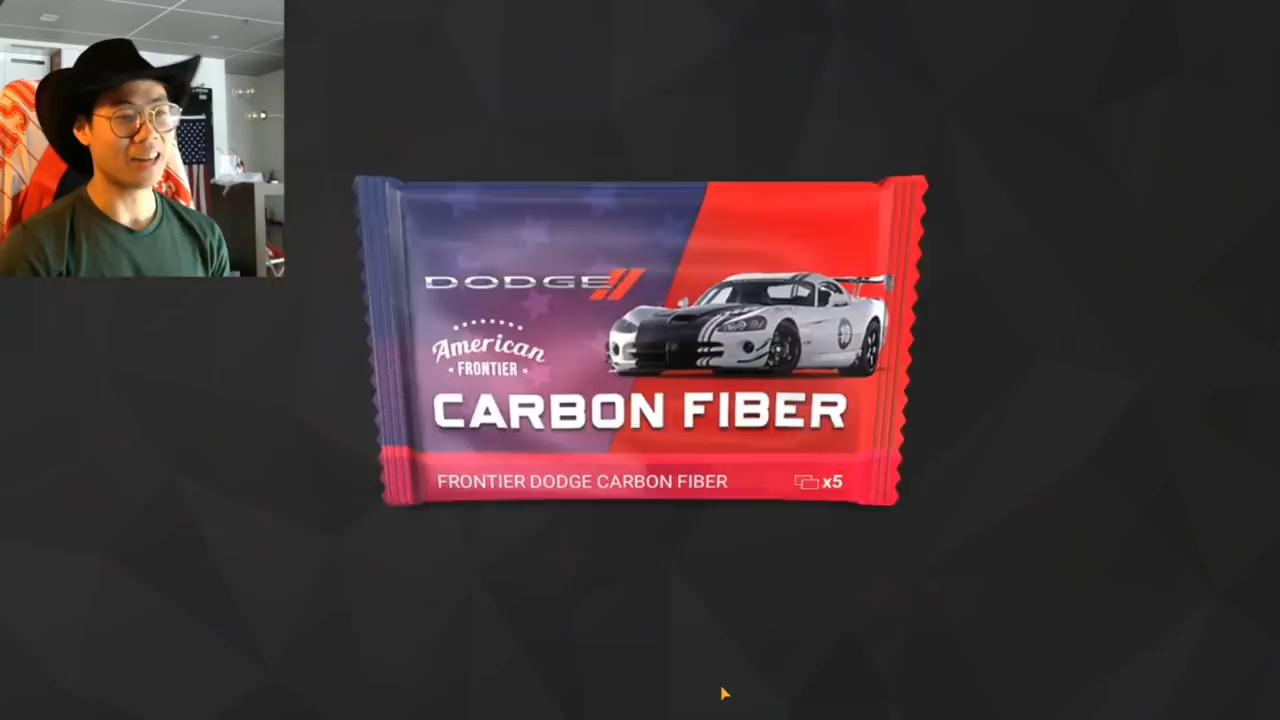 DODGE
American
FRONTIER
CARBON FIBER
FRONTIER DODGE CARBON FIBER
x5